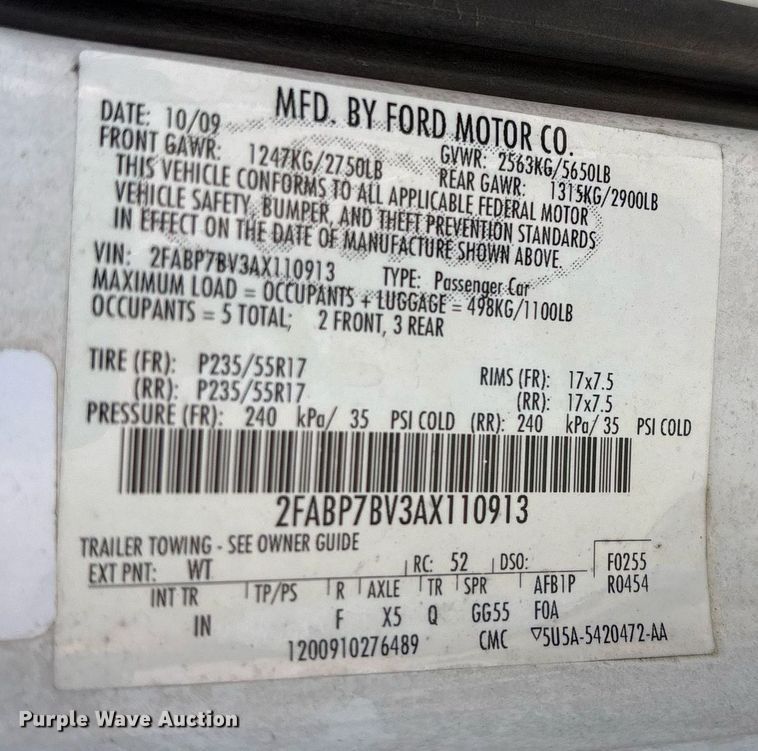 MFD. BY FORD MOTOR CO.
DATE: 10/09 GVWR: 2563KG/5650LB
FRONT GAWR: 1247KG/2750LB REAR GAWR: 1315KG/2900LB
THIS VEHICLE CONFORMS TO ALL APPLICABLE FEDERAL MOTOR
VEHICLE SAFETY, BUMPER, AND THEFT PREVENTION STANDARDS
IN EFFECT ON THE DATE OF MANUFACTURE SHOWN ABOVE.
VIN: 2FABP7BV3AX110913 TYPE: Passenger Car
MAXIMUM LOAD = OCCUPANTS + LUGGAGE = 498KG/1100LB
OCCUPANTS = 5 TOTAL; 2 FRONT, 3 REAR
TIRE (FR): P235/55R17 RIMS (FR): 17x7.5
(RR): P235/55R17 (RR): 17x7.5
PRESSURE (FR): 240 kPa/ 35 PSI COLD (RR): 240 kPa/ 35 PSI COLD
2FABP7BV3AX110913
TRAILER TOWING - SEE OWNER GUIDE
EXT PNT: WT RC: 52 DSO: F0255
INT TR TP/PS R AXLE TR SPR AFB1P R0454
IN F X5 Q GG55 FOA
1200910276489 CMC ▽5U5A-5420472-AA
Purple Wave Auction